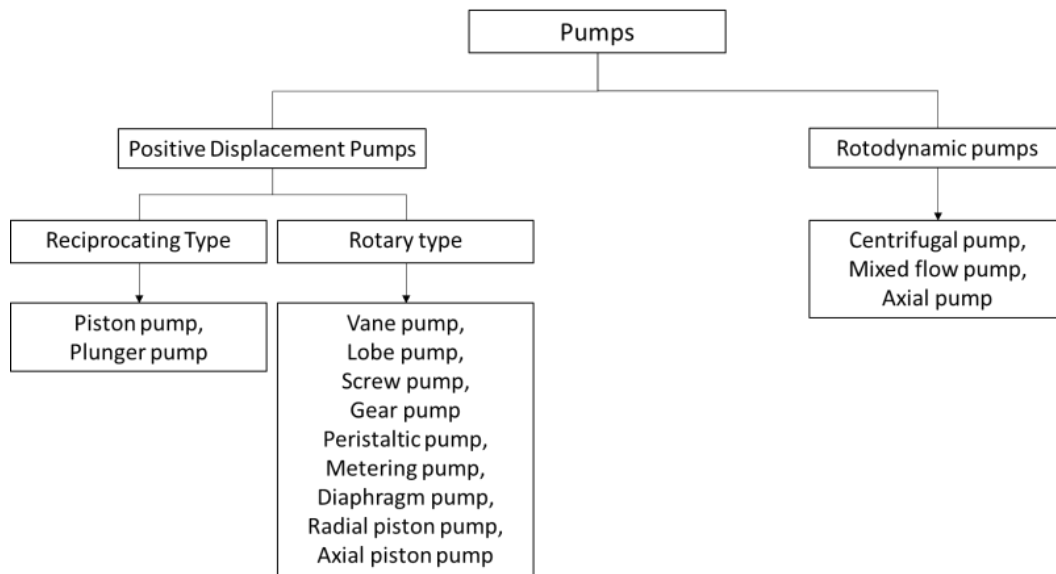 Pumps
Positive Displacement Pumps
Rotodynamic pumps
Reciprocating Type
Rotary type
Centrifugal pump,
Mixed flow pump,
Axial pump
Piston pump,
Plunger pump
Vane pump,
Lobe pump,
Screw pump,
Gear pump
Peristaltic pump,
Metering pump,
Diaphragm pump,
Radial piston pump,
Axial piston pump